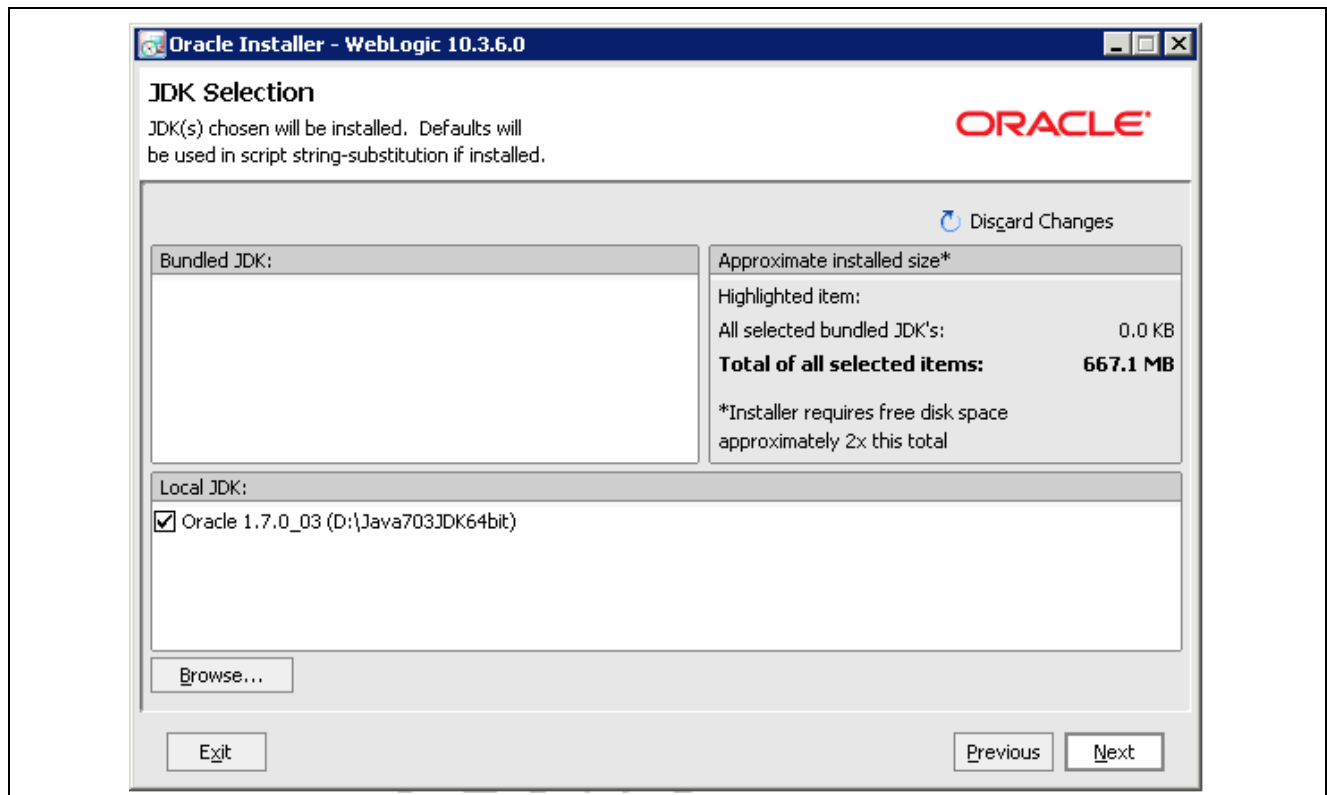 Oracle Installer - WebLogic 10.3.6.0
JDK Selection
JDK(s) chosen will be installed. Defaults will
be used in script string-substitution if installed.
ORACLE
Discard Changes
Bundled JDK:
Approximate installed size*
Highlighted item:
All selected bundled JDK's: 0.0 KB
Total of all selected items: 667.1 MB
*Installer requires free disk space
approximately 2x this total
Local JDK:
Oracle 1.7.0_03 (D:\Java703JDK64bit)
Browse...
Exit
Previous
Next